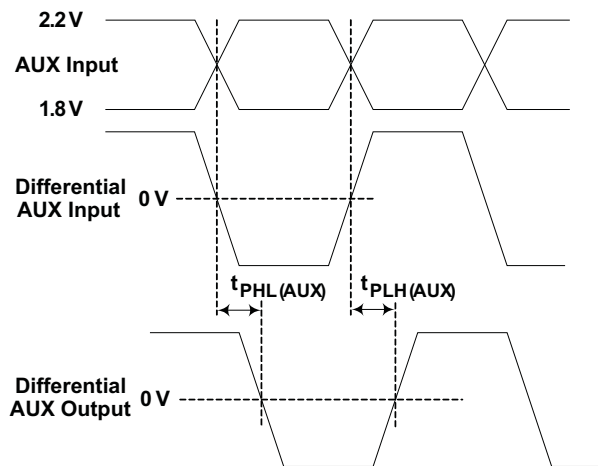 2.2 V
AUX Input
1.8 V
Differential
AUX Input
0 V
tPHL(AUX)
tPLH(AUX)
Differential
AUX Output
0 V